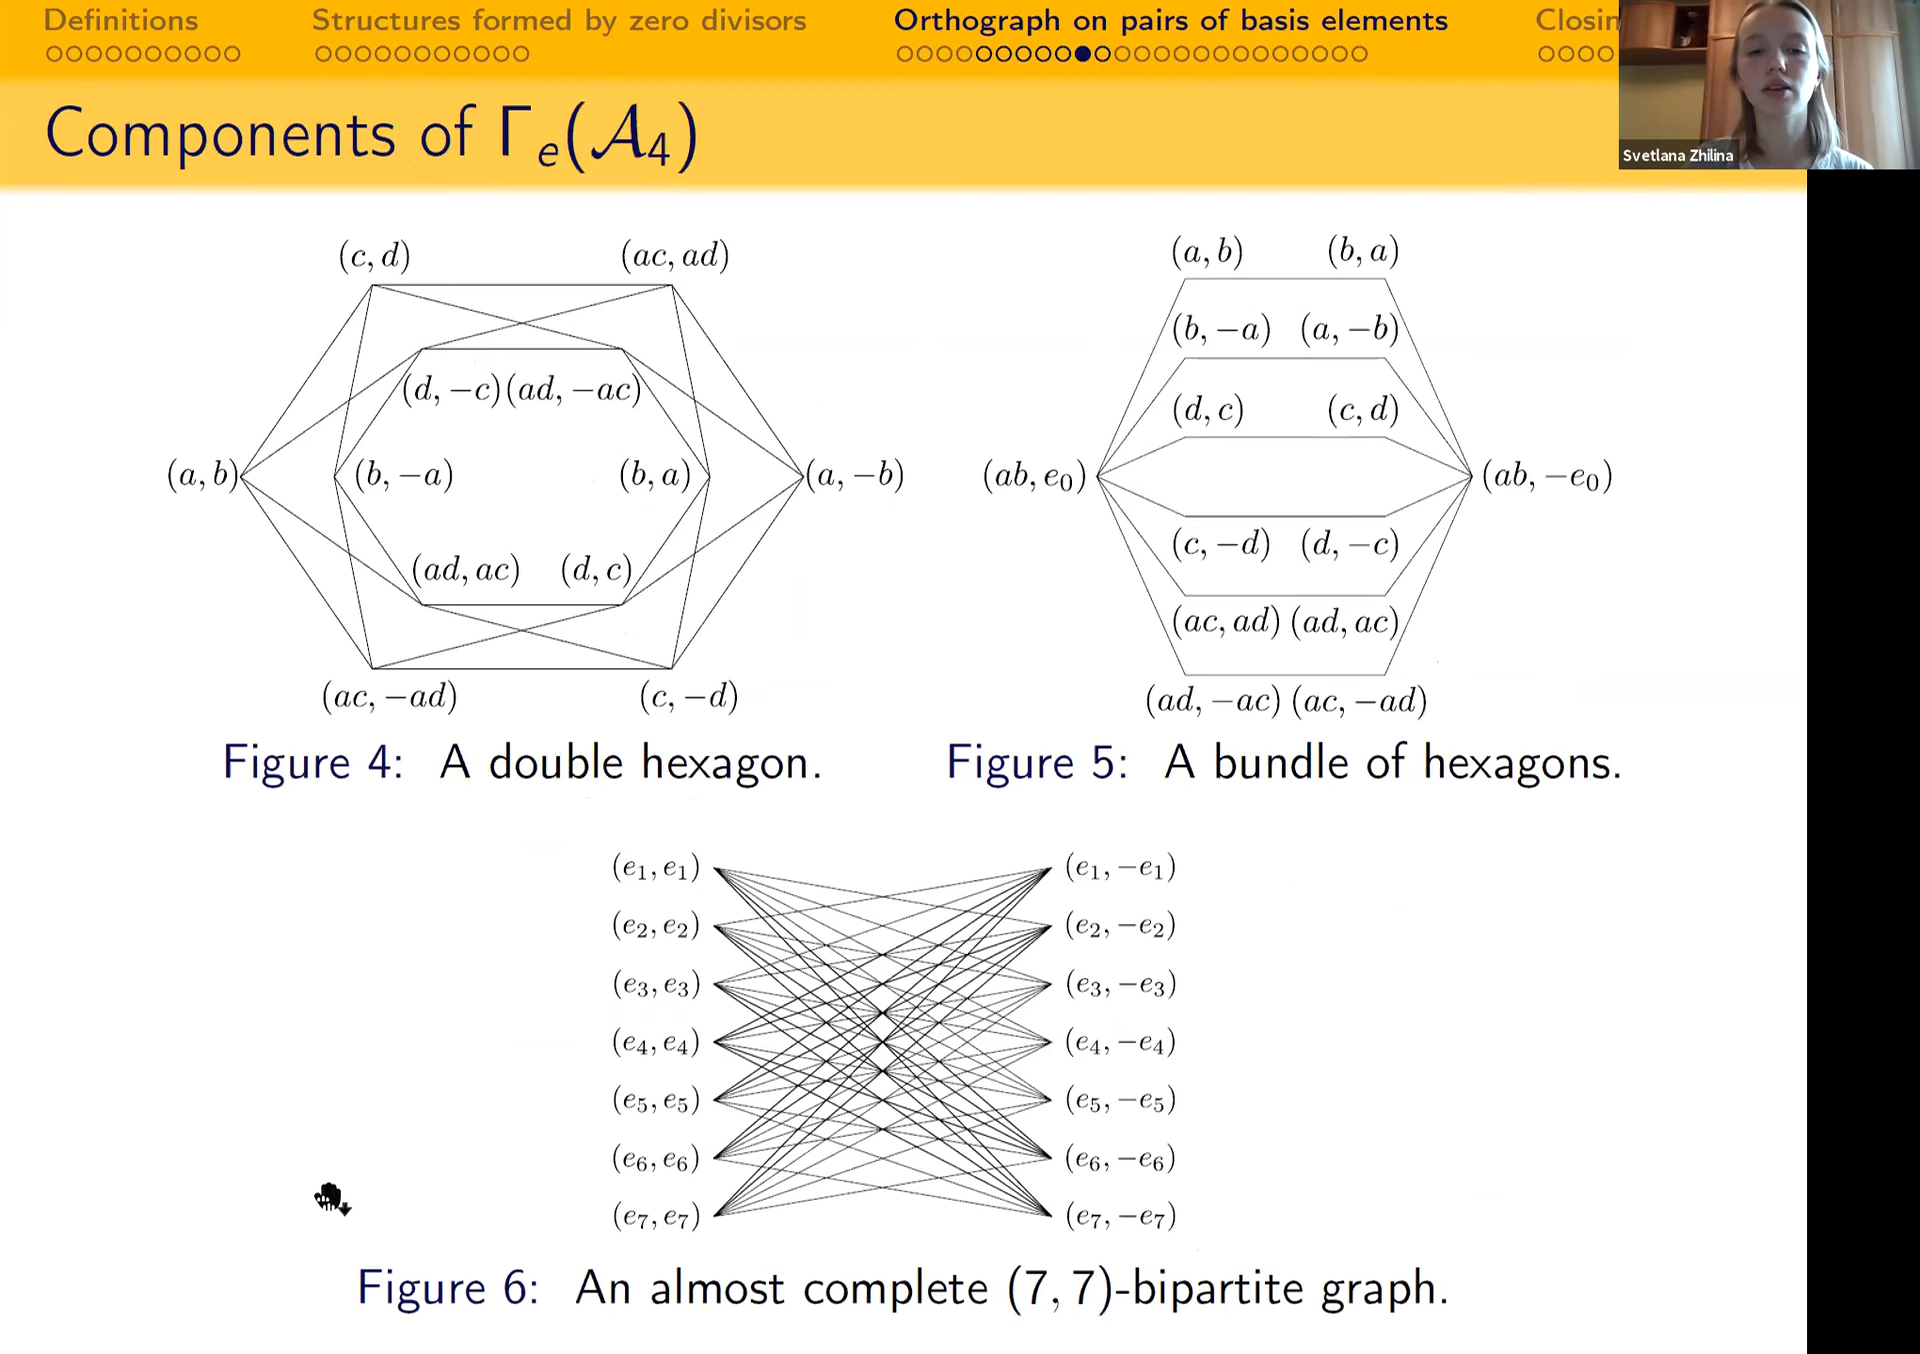 Definitions
Structures formed by zero divisors
Orthograph on pairs of basis elements
Closin
Svetlana Zhilina
Components of Γₑ(𝒜₄)
(c, d) (ac, ad)
(d, −c) (ad, −ac)
(a, b) (b, −a) (b, a) (a, −b)
(ad, ac) (d, c)
(ac, −ad) (c, −d)
Figure 4: A double hexagon.
(a, b) (b, a)
(b, −a) (a, −b)
(d, c) (c, d)
(ab, e₀) (ab, −e₀)
(c, −d) (d, −c)
(ac, ad) (ad, ac)
(ad, −ac) (ac, −ad)
Figure 5: A bundle of hexagons.
(e₁, e₁) (e₁, −e₁)
(e₂, e₂) (e₂, −e₂)
(e₃, e₃) (e₃, −e₃)
(e₄, e₄) (e₄, −e₄)
(e₅, e₅) (e₅, −e₅)
(e₆, e₆) (e₆, −e₆)
(e₇, e₇) (e₇, −e₇)
Figure 6: An almost complete (7, 7)-bipartite graph.